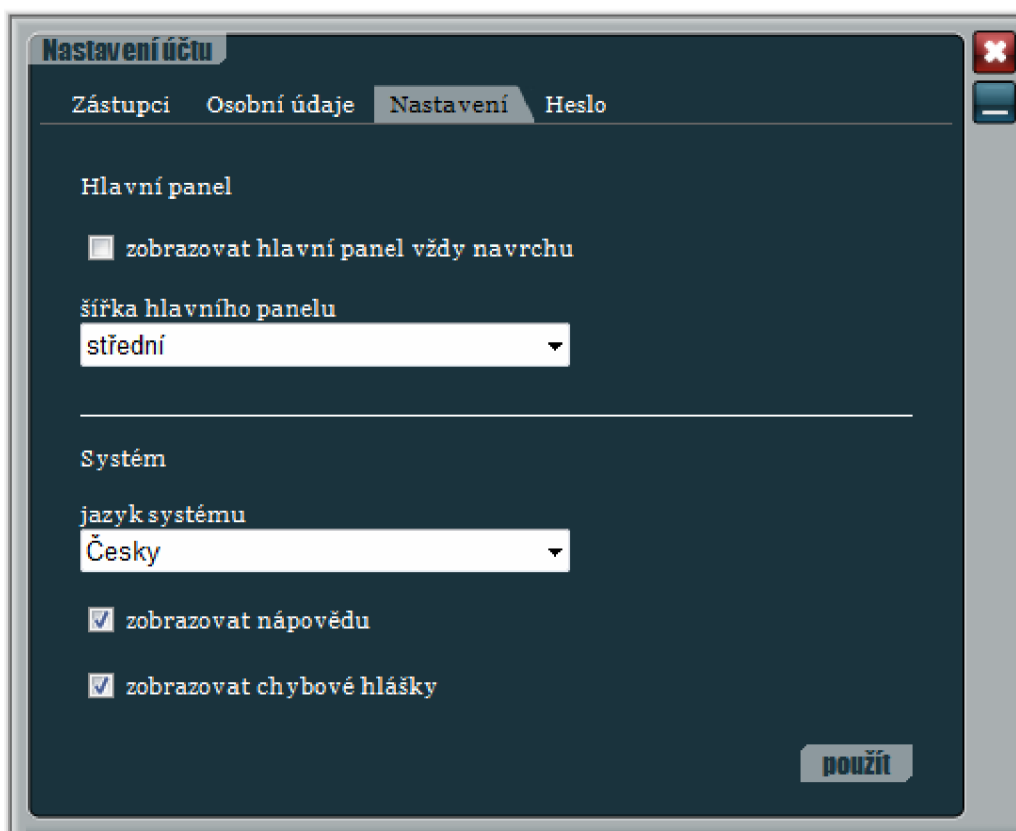 Nastavení účtu
Zástupci Osobní údaje Nastavení Heslo
Hlavní panel
zobrazovat hlavní panel vždy navrchu
šířka hlavního panelu
střední
Systém
jazyk systému
Česky
zobrazovat nápovědu
zobrazovat chybové hlášky
použít